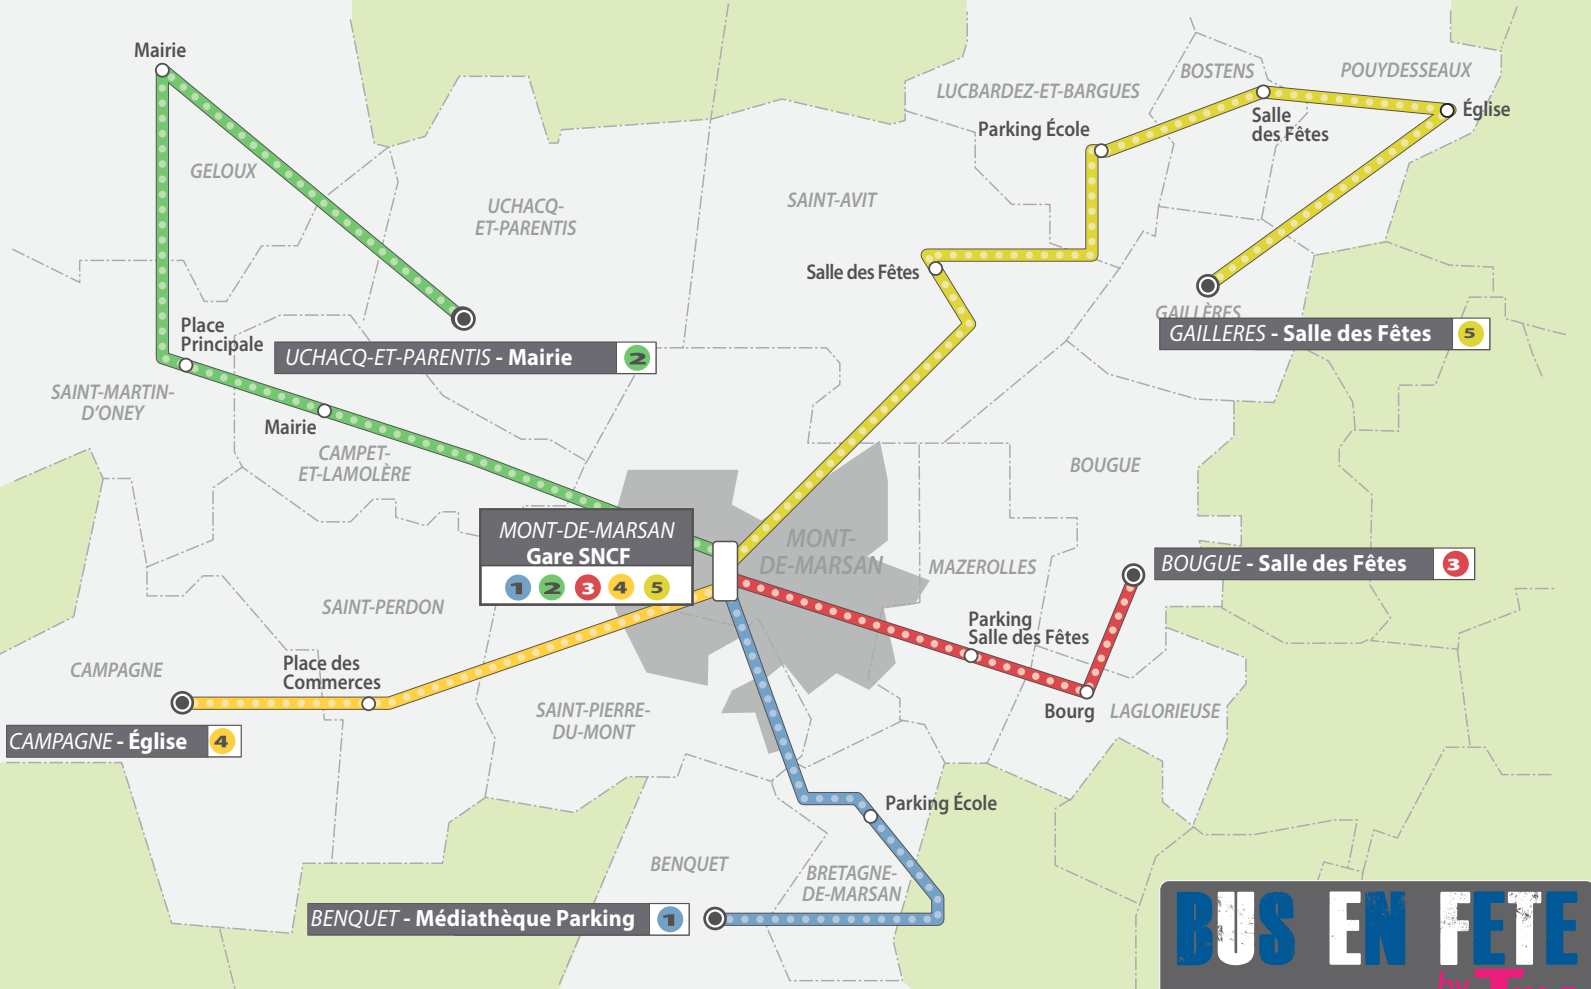 Mairie
GELOUX
UCHACQ-
ET-PARENTIS
SAINT-AVIT
LUCBARDEZ-ET-BARGUES
BOSTENS
POUYDESSEAUX
Parking École
Salle
des Fêtes
Église
Salle des Fêtes
GAILLÈRES
GAILLERES - Salle des Fêtes 5
Place
Principale
UCHACQ-ET-PARENTIS - Mairie 2
SAINT-MARTIN-
D'ONEY
Mairie
CAMPET-
ET-LAMOLÈRE
BOUGUE
MONT-DE-MARSAN
Gare SNCF
1 2 3 4 5
MONT-
DE-MARSAN
MAZEROLLES
BOUGUE - Salle des Fêtes 3
SAINT-PERDON
Parking
Salle des Fêtes
CAMPAGNE
Place des
Commerces
CAMPAGNE - Église 4
SAINT-PIERRE-
DU-MONT
Bourg
LAGLORIEUSE
Parking École
BENQUET
BRETAGNE-
DE-MARSAN
BENQUET - Médiathèque Parking 1
BUS EN FETE
by